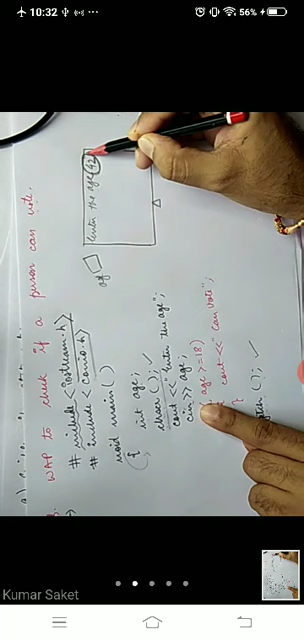 10:32
56%
WAP to check if a person can vote.
# include <iostream.h>
# include <conio.h>
void main()
{ int age;
clrscr(); ✓
cout << "Enter the age";
cin >> age;
age >= 18)
cout << "can vote";
}
getch(); ✓
age
Enter the age 42
Kumar Saket